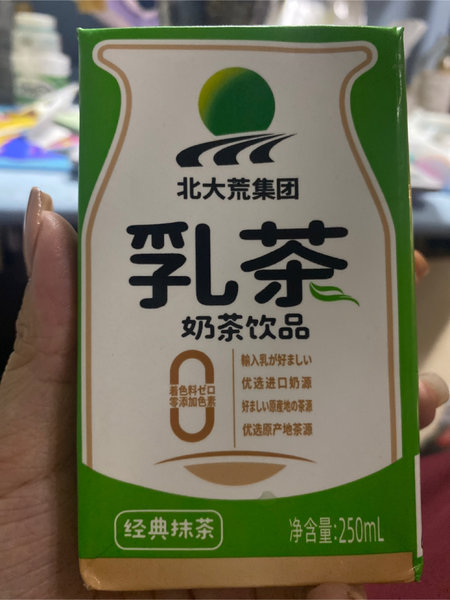 北大荒集团
乳茶
奶茶饮品
0
着色料ゼロ
零添加色素
輸入乳が好ましい
优选进口奶源
好ましい原産地の茶源
优选原产地茶源
经典抹茶
净含量:250mL